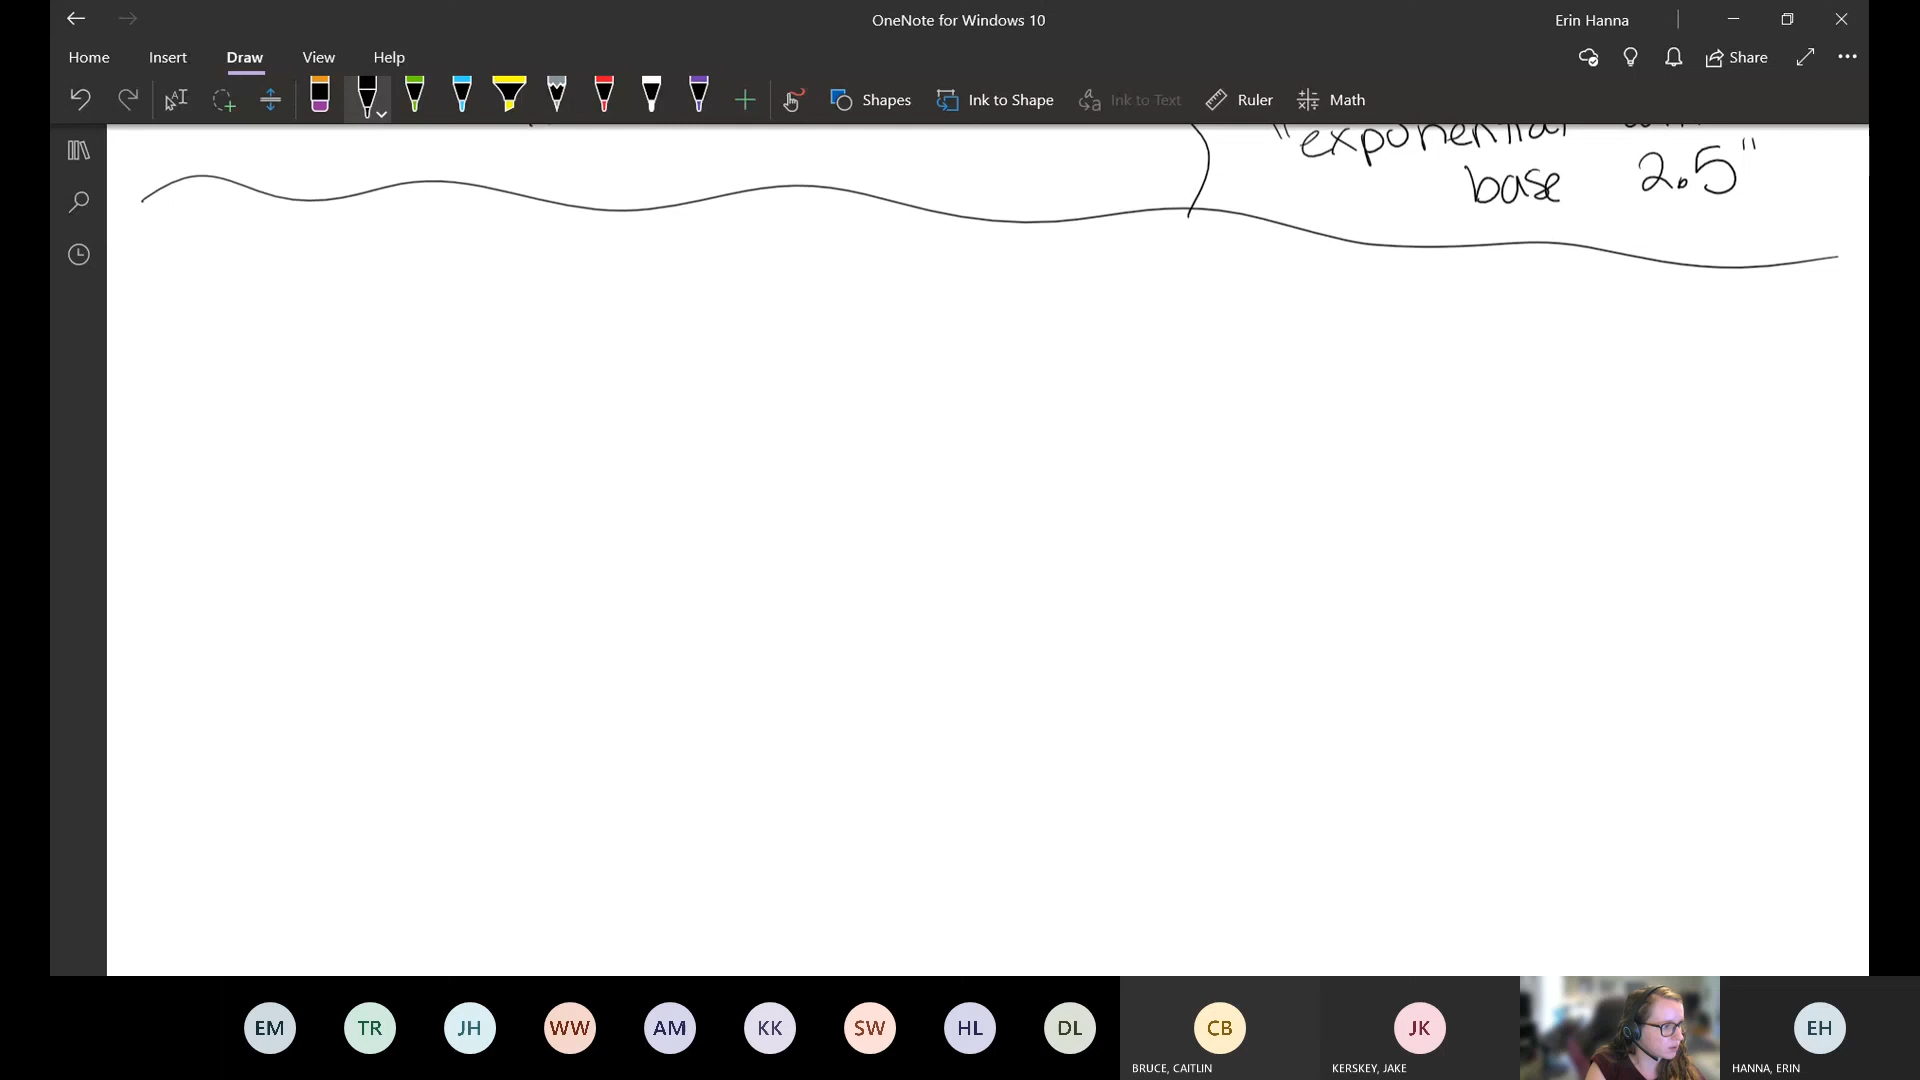 OneNote for Windows 10
Erin Hanna
Home Insert Draw View Help
Share
Shapes Ink to Shape Ink to Text Ruler Math
"exponential
base 2.5"
EM TR JH WW AM KK SW HL DL CB JK EH
BRUCE, CAITLIN KERSKEY, JAKE HANNA, ERIN